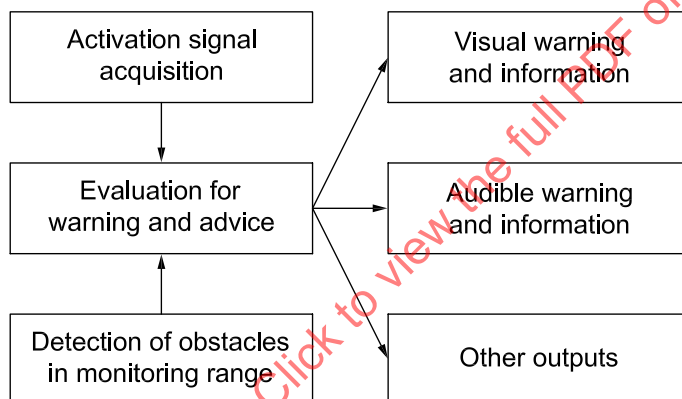 Activation signal
acquisition
Visual warning
and information
Evaluation for
warning and advice
Audible warning
and information
Detection of obstacles
in monitoring range
Other outputs
Click to view the full PDF of